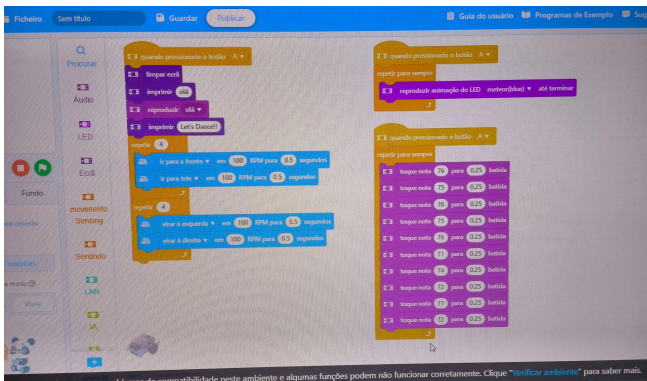 Ficheiro
Sem título
Guardar
Publicar
Guia do usuário
Programas de Exemplo
Sug
Procurar
Áudio
LED
Ecrã
movimento
Sensing
Sentindo
LAN
IA
Fundo
Conexões
modo
Viver
quando pressionado o botão A
limpar ecrã
imprimir olá
reproduzir olá
imprimir Let's Dance!!
repetir 4
ir para a frente em 100 RPM para 0.5 segundos
ir para trás em 100 RPM para 0.5 segundos
repetir 4
virar à esquerda em 100 RPM para 0.5 segundos
virar à direita em 100 RPM para 0.5 segundos
quando pressionado o botão A
repetir para sempre
reproduzir animação do LED meteor(blue) até terminar
quando pressionado o botão A
repetir para sempre
toque nota 76 para 0.25 batida
toque nota 75 para 0.25 batida
toque nota 76 para 0.25 batida
toque nota 75 para 0.25 batida
toque nota 76 para 0.25 batida
toque nota 71 para 0.25 batida
toque nota 74 para 0.25 batida
toque nota 72 para 0.25 batida
toque nota 71 para 0.25 batida
toque nota 72 para 0.25 batida
de compatibilidade neste ambiente e algumas funções podem não funcionar corretamente. Clique "Verificar ambiente" para saber mais.